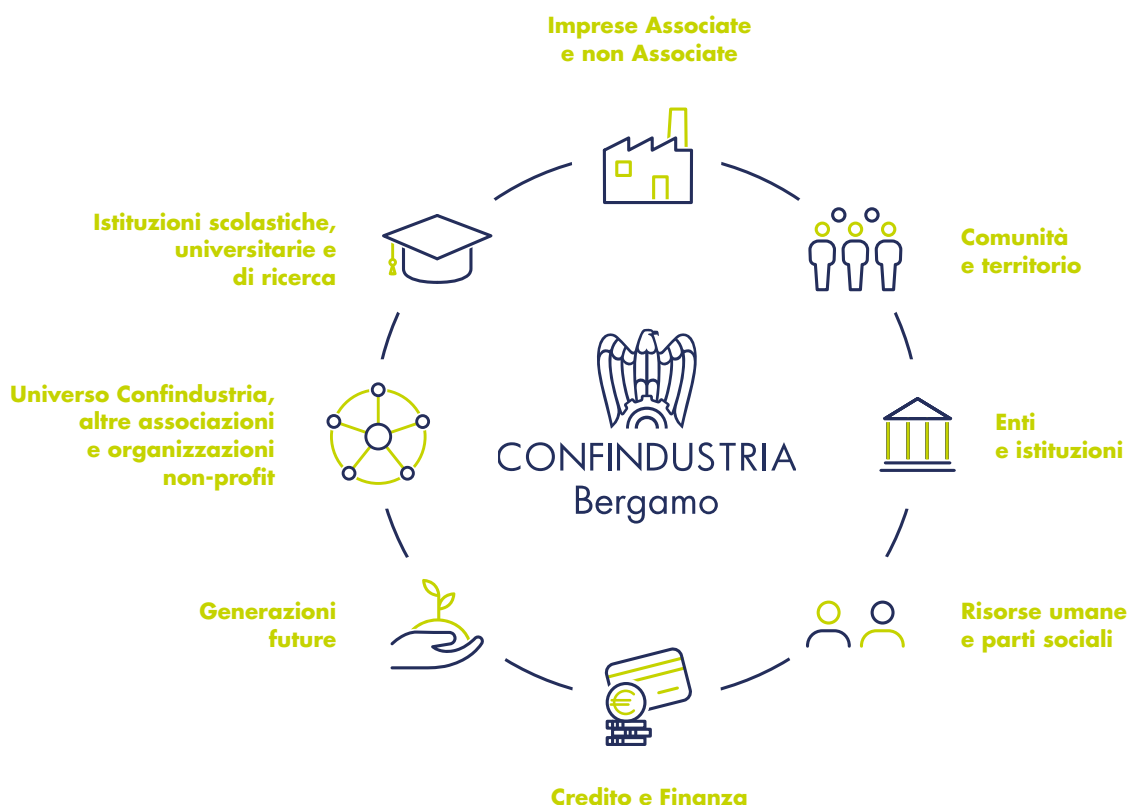 Imprese Associate
e non Associate
Istituzioni scolastiche,
universitarie e
di ricerca
Comunità
e territorio
Universo Confindustria,
altre associazioni
e organizzazioni
non-profit
CONFINDUSTRIA
Bergamo
Enti
e istituzioni
Generazioni
future
Risorse umane
e parti sociali
€
Credito e Finanza